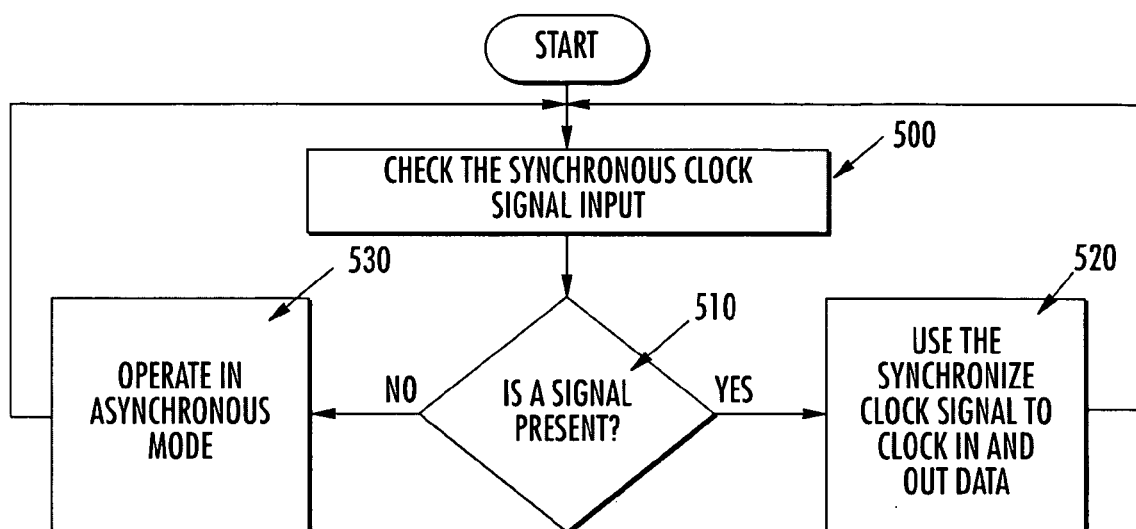 START
500
CHECK THE SYNCHRONOUS CLOCK
SIGNAL INPUT
530
510
520
OPERATE IN
ASYNCHRONOUS
MODE
NO
IS A SIGNAL
PRESENT?
YES
USE THE
SYNCHRONIZE
CLOCK SIGNAL TO
CLOCK IN AND
OUT DATA